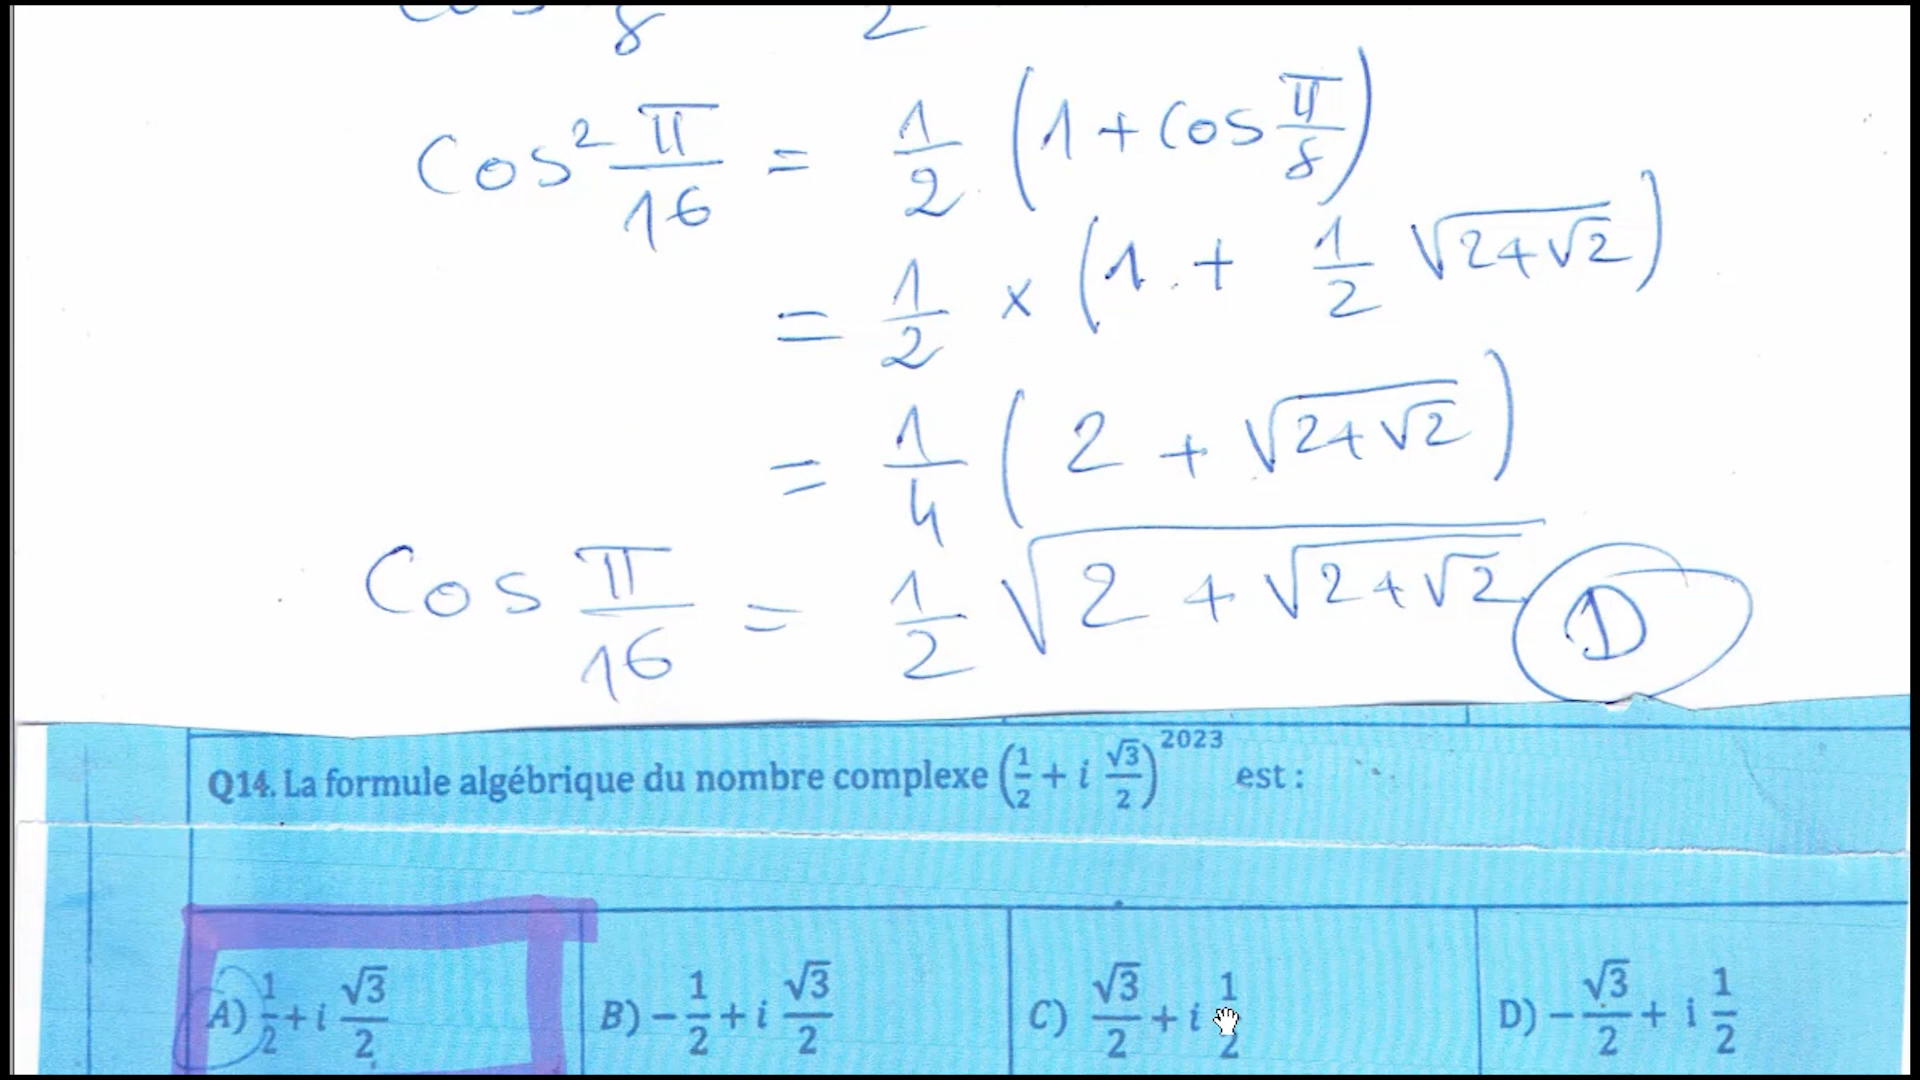 Cos² π/16 = 1/2 (1 + Cos π/8)
= 1/2 × (1 + 1/2 √(2+√2))
= 1/4 (2 + √(2+√2))
Cos π/16 = 1/2 √(2 + √(2+√2)) D
Q14. La formule algébrique du nombre complexe (1/2 + i √3/2)^2023 est :
A) 1/2 + i √3/2 B) − 1/2 + i √3/2 C) √3/2 + i 1/2 D) − √3/2 + i 1/2